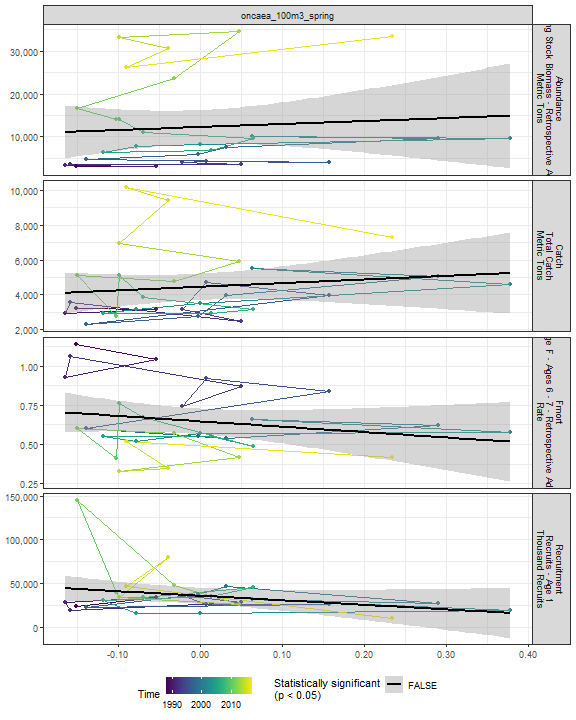 oncaea_100m3_spring
30,000
20,000
10,000
Abundance
Stock Biomass - Retrospective
Metric Tons
10,000
8,000
6,000
4,000
2,000
Catch
Total Catch
Metric Tons
1.00
0.75
0.50
0.25
Fmort
F - Ages 6 - 7 - Retrospective
Rate
150,000
100,000
50,000
0
Recruitment
Recruits - Age 1
Thousand Recruits
-0.10
0.00
0.10
0.20
0.30
0.40
Time
1990 2000 2010
Statistically significant
(p < 0.05)
FALSE